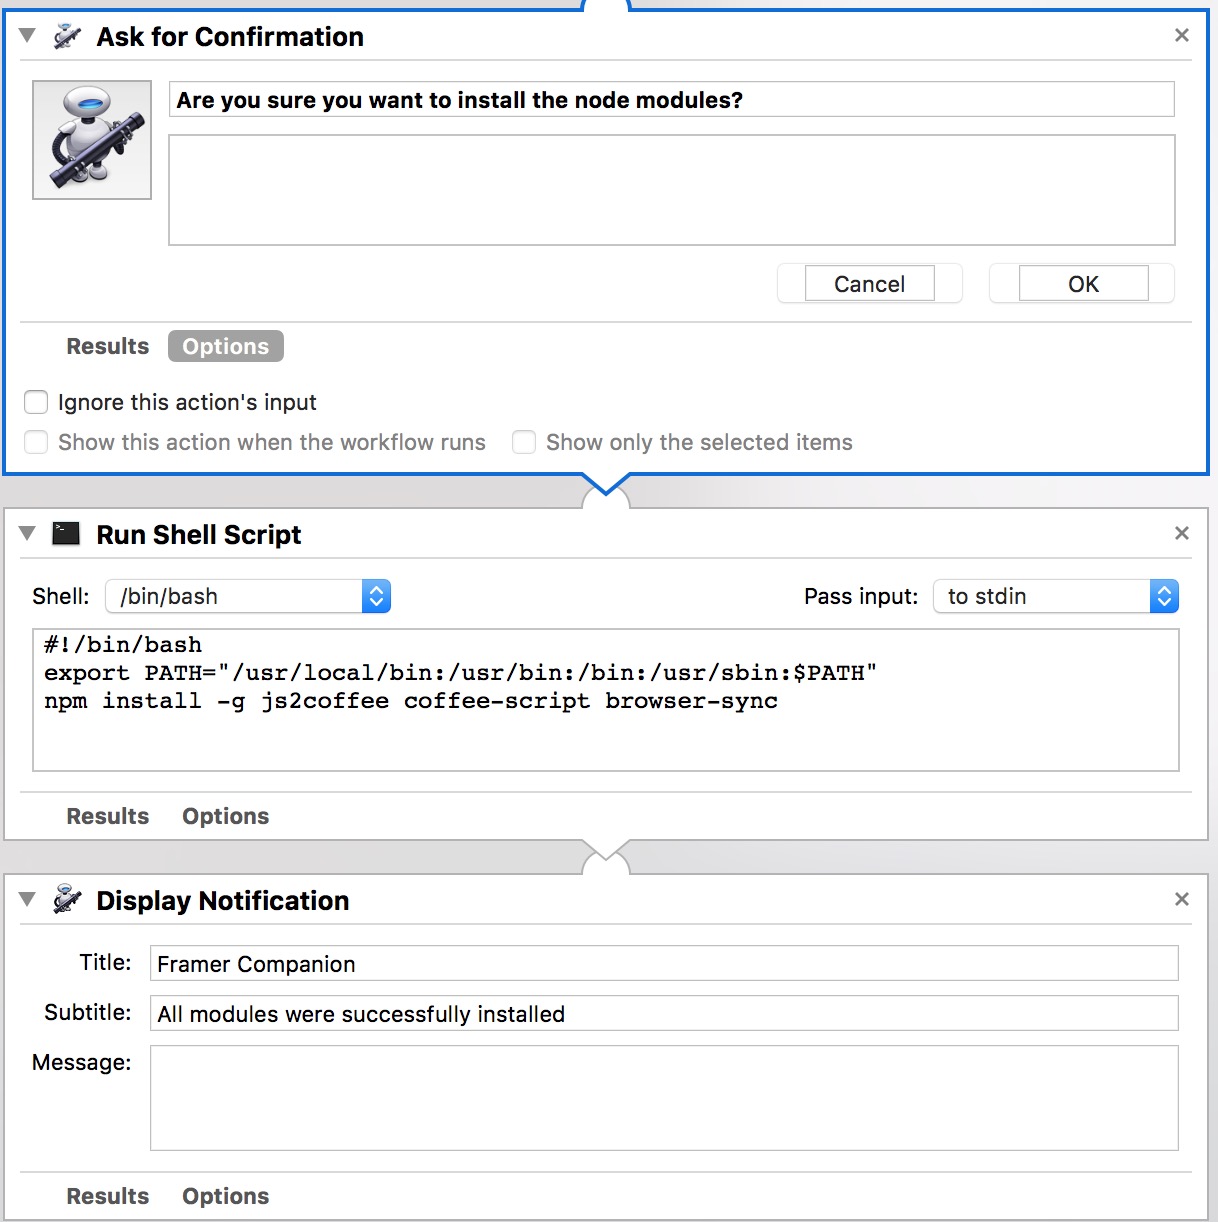 Ask for Confirmation
Are you sure you want to install the node modules?
Cancel OK
Results Options
Ignore this action's input
Show this action when the workflow runs Show only the selected items
Run Shell Script
Shell: /bin/bash Pass input: to stdin
#!/bin/bash
export PATH="/usr/local/bin:/usr/bin:/bin:/usr/sbin:$PATH"
npm install -g js2coffee coffee-script browser-sync
Results Options
Display Notification
Title: Framer Companion
Subtitle: All modules were successfully installed
Message:
Results Options